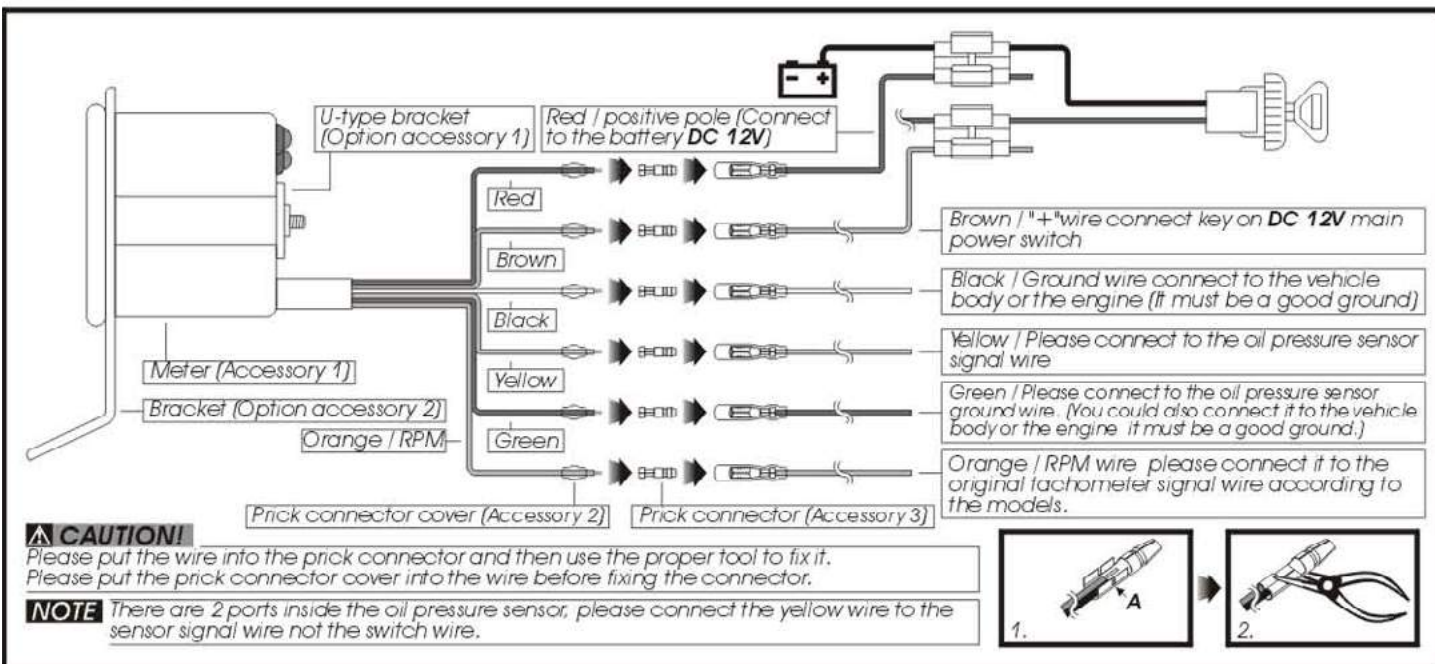 - +
U-type bracket
(Option accessory 1)
Red / positive pole (Connect
to the battery DC 12V)
Red
Brown
Black
Yellow
Green
Orange / RPM
Meter (Accessory 1)
Bracket (Option accessory 2)
Brown / "+"wire connect key on DC 12V main
power switch
Black / Ground wire connect to the vehicle
body or the engine (It must be a good ground)
Yellow / Please connect to the oil pressure sensor
signal wire
Green / Please connect to the oil pressure sensor
ground wire. (You could also connect it to the vehicle
body or the engine it must be a good ground.)
Orange / RPM wire please connect it to the
original tachometer signal wire according to
the models.
Prick connector cover (Accessory 2)
Prick connector (Accessory 3)
CAUTION!
Please put the wire into the prick connector and then use the proper tool to fix it.
Please put the prick connector cover into the wire before fixing the connector.
NOTE There are 2 ports inside the oil pressure sensor, please connect the yellow wire to the
sensor signal wire not the switch wire.
A
1.
2.